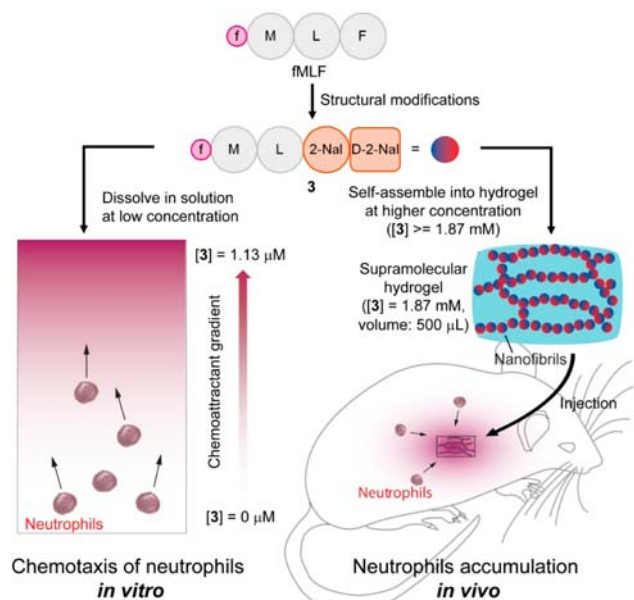 f M L F
fMLF
Structural modifications
f M L 2-Nal D-2-Nal =
3
Dissolve in solution
at low concentration
[3] = 1.13 µM
Chemoattractant gradient
[3] = 0 µM
Neutrophils
Chemotaxis of neutrophils
in vitro
Self-assemble into hydrogel
at higher concentration
([3] >= 1.87 mM)
Supramolecular
hydrogel
([3] = 1.87 mM,
volume: 500 µL)
Nanofibrils
Injection
Neutrophils
Neutrophils accumulation
in vivo